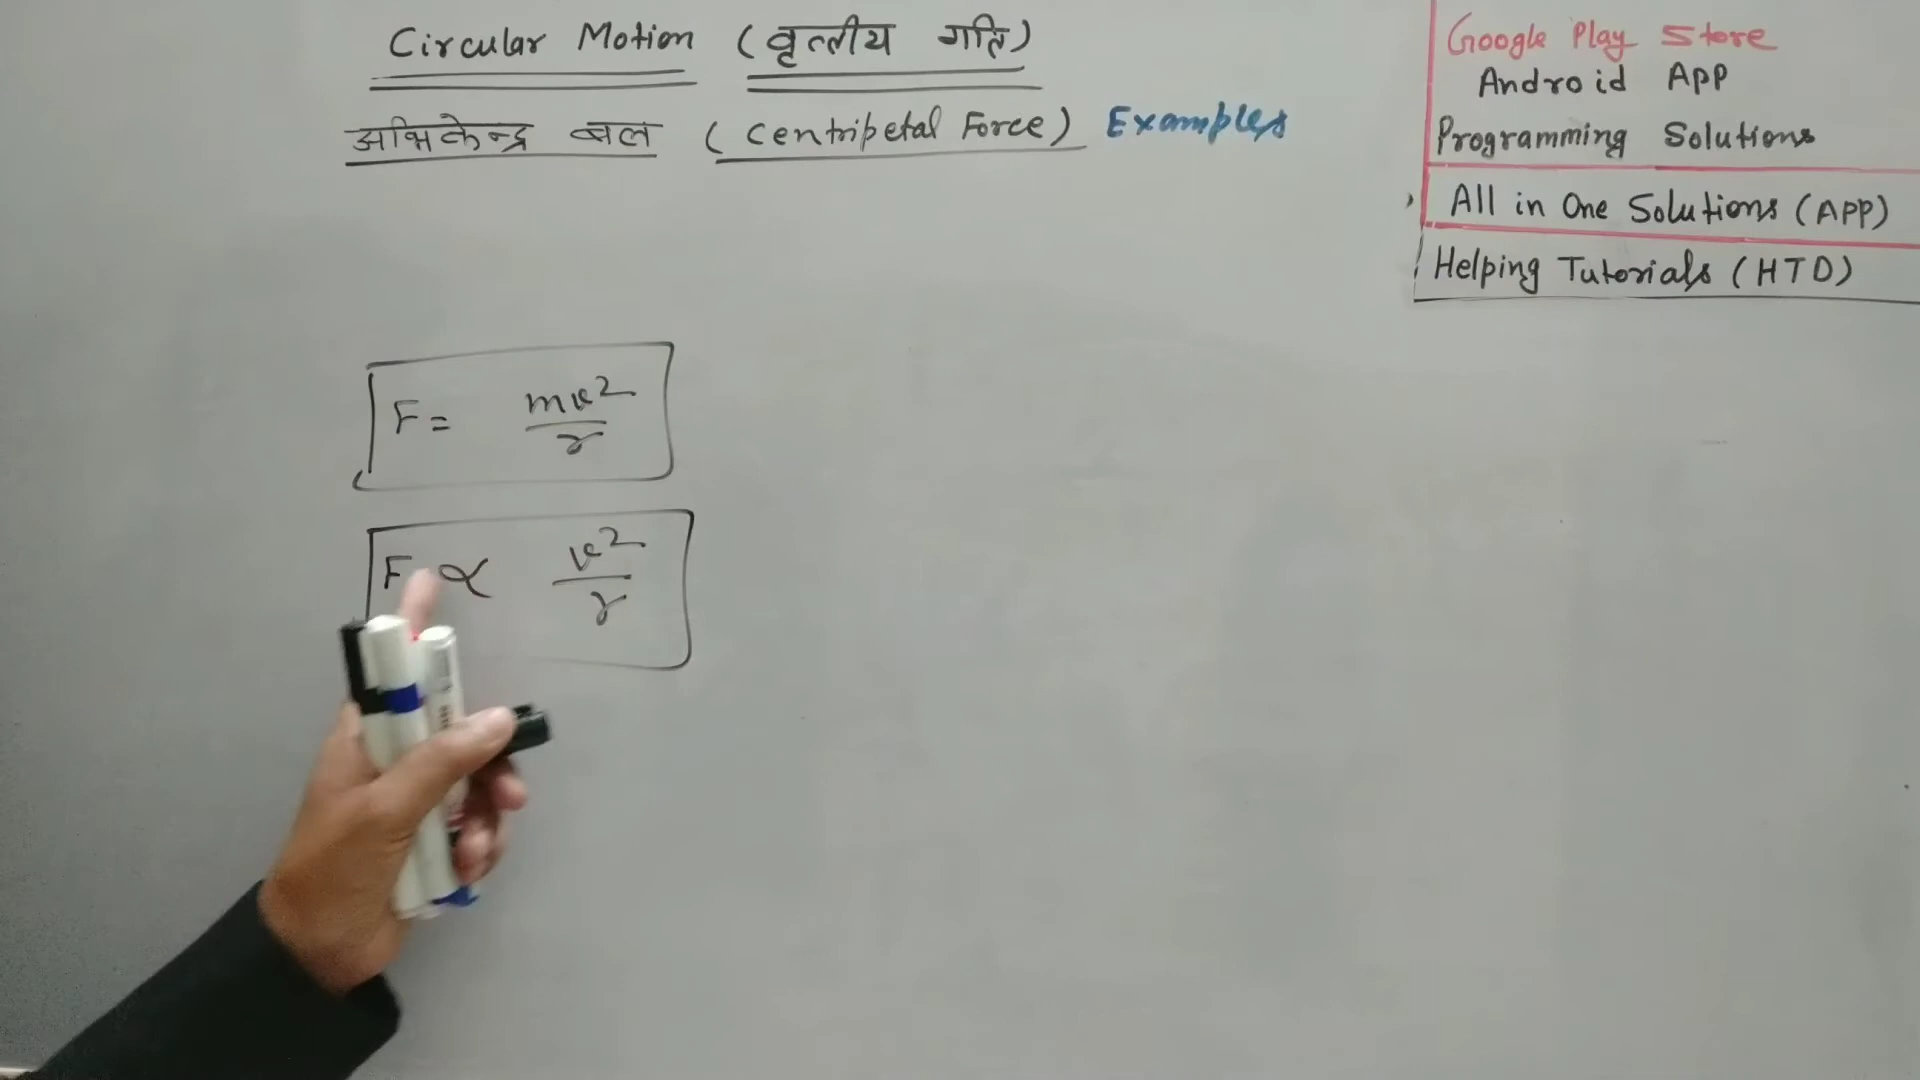 Circular Motion (वृत्तीय गति)
अभिकेन्द्र बल (Centripetal Force) Examples
Google Play Store
Android APP
Programming Solutions
All in One Solutions (APP)
Helping Tutorials (HTD)
F = mv²/r
F ∝ v²/r